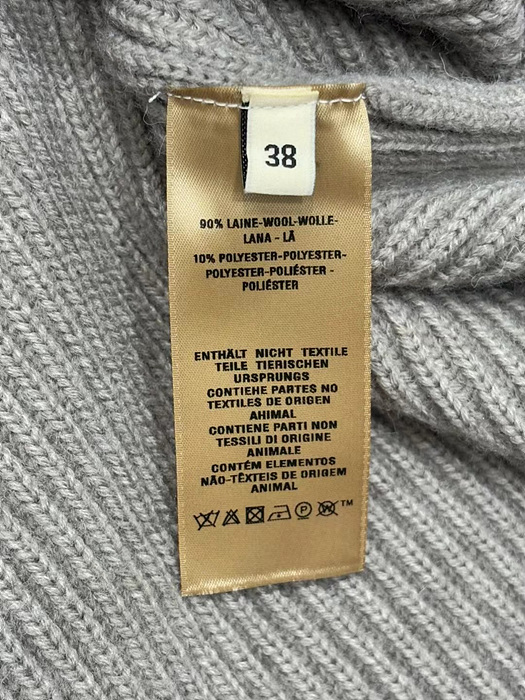 38
90% LAINE-WOOL-WOLLE-
LANA - LÃ
10% POLYESTER-POLYESTER-
POLYESTER-POLIÉSTER -
POLIÉSTER
ENTHÄLT NICHT TEXTILE
TEILE TIERISCHEN
URSPRUNGS
CONTIEHE PARTES NO
TEXTILES DE ORIGEN
AHIMAL
CONTIENE PARTI NON
TESSILI DI ORIGINE
ANIMALE
CONTÉM ELEMENTOS
NÃO-TÊXTEIS DE ORIGEM
ANIMAL
P W ™